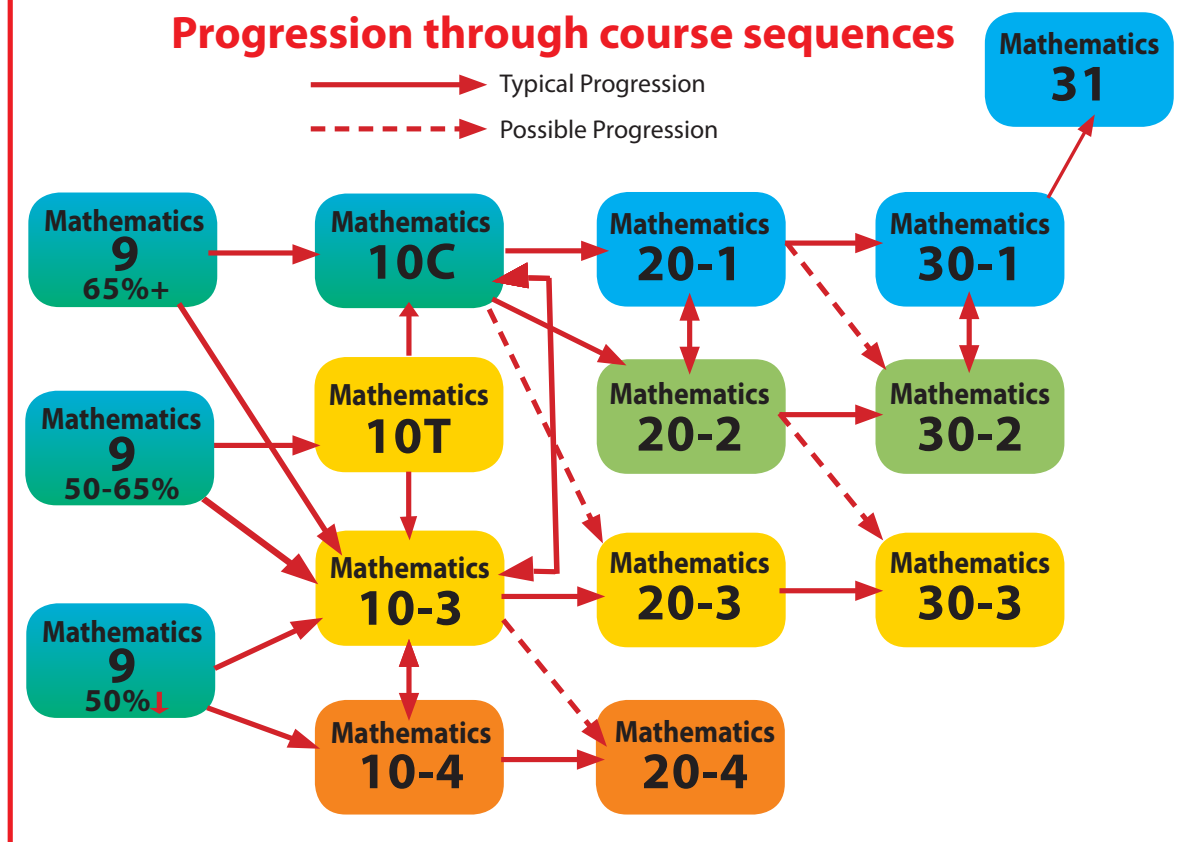 Progression through course sequences
Typical Progression
Possible Progression
Mathematics
31
Mathematics
9
65%+
Mathematics
10C
Mathematics
20-1
Mathematics
30-1
Mathematics
9
50-65%
Mathematics
10T
Mathematics
20-2
Mathematics
30-2
Mathematics
9
50%↓
Mathematics
10-3
Mathematics
20-3
Mathematics
30-3
Mathematics
10-4
Mathematics
20-4